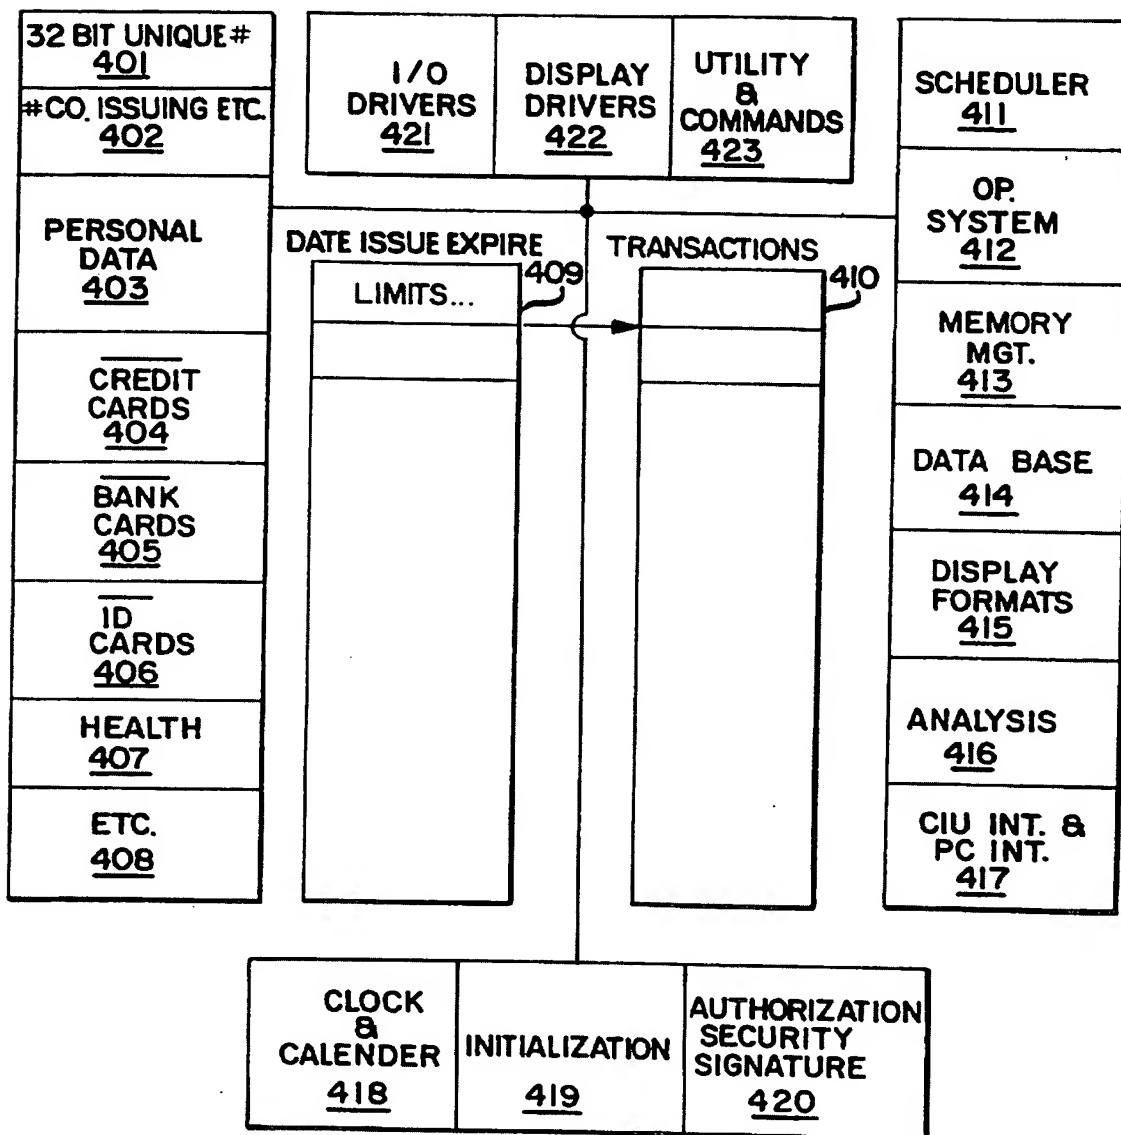 32 BIT UNIQUE#
401
#CO. ISSUING ETC.
402
PERSONAL
DATA
403
CREDIT
CARDS
404
BANK
CARDS
405
ID
CARDS
406
HEALTH
407
ETC.
408
I/O
DRIVERS
421
DISPLAY
DRIVERS
422
UTILITY
&
COMMANDS
423
DATE ISSUE EXPIRE
409
LIMITS...
TRANSACTIONS
410
SCHEDULER
411
OP.
SYSTEM
412
MEMORY
MGT.
413
DATA BASE
414
DISPLAY
FORMATS
415
ANALYSIS
416
CIU INT. &
PC INT.
417
CLOCK
&
CALENDER
418
INITIALIZATION
419
AUTHORIZATION
SECURITY
SIGNATURE
420